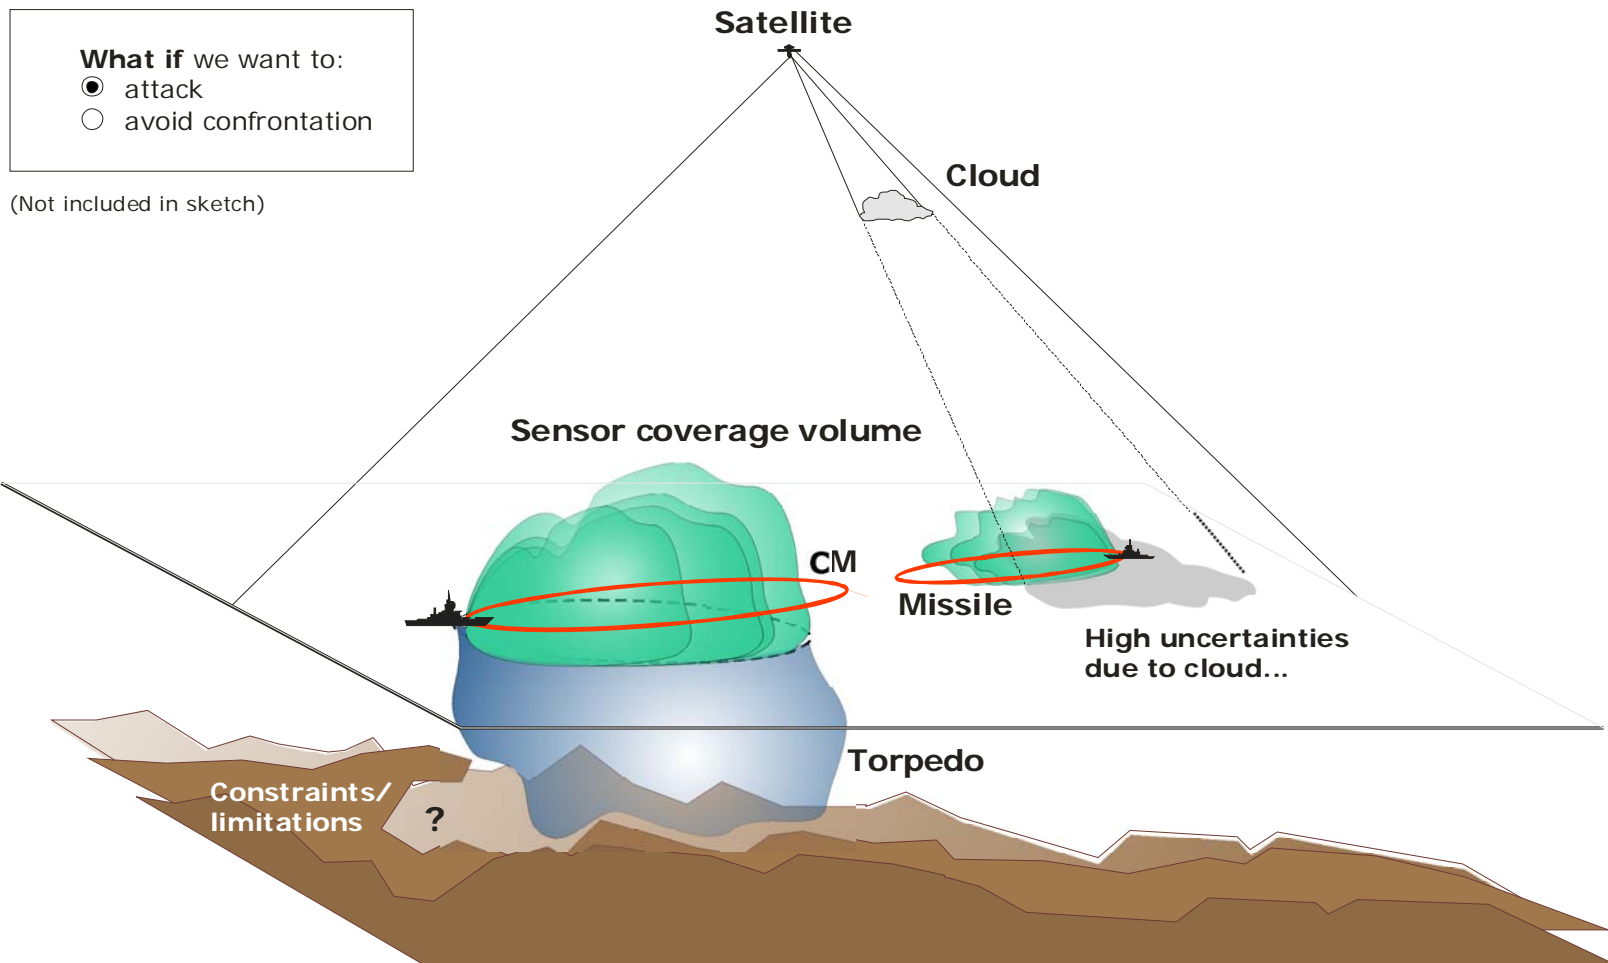 Satellite
What if we want to:
attack
avoid confrontation
(Not included in sketch)
Cloud
Sensor coverage volume
CM
Missile
High uncertainties
due to cloud...
Torpedo
Constraints/
limitations
?